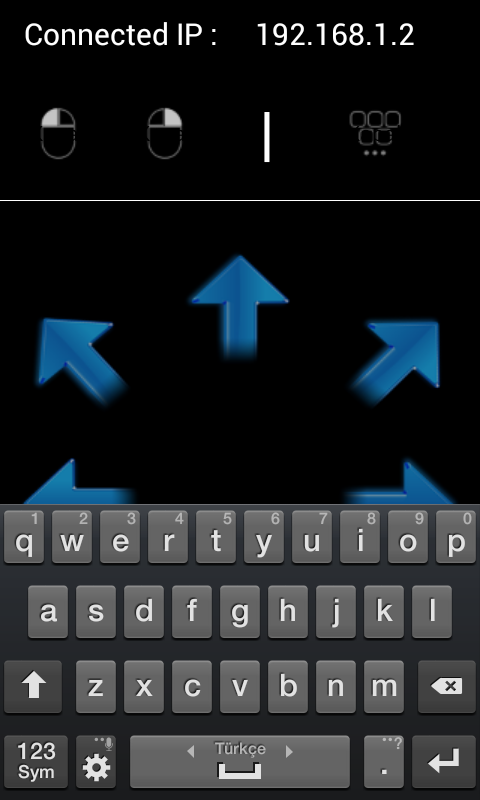 Connected IP : 192.168.1.2
1 2 3 4 5 6 7 8 9 0
q w e r t y u i o p
a s d f g h j k l
z x c v b n m
123 Türkçe ?
Sym .